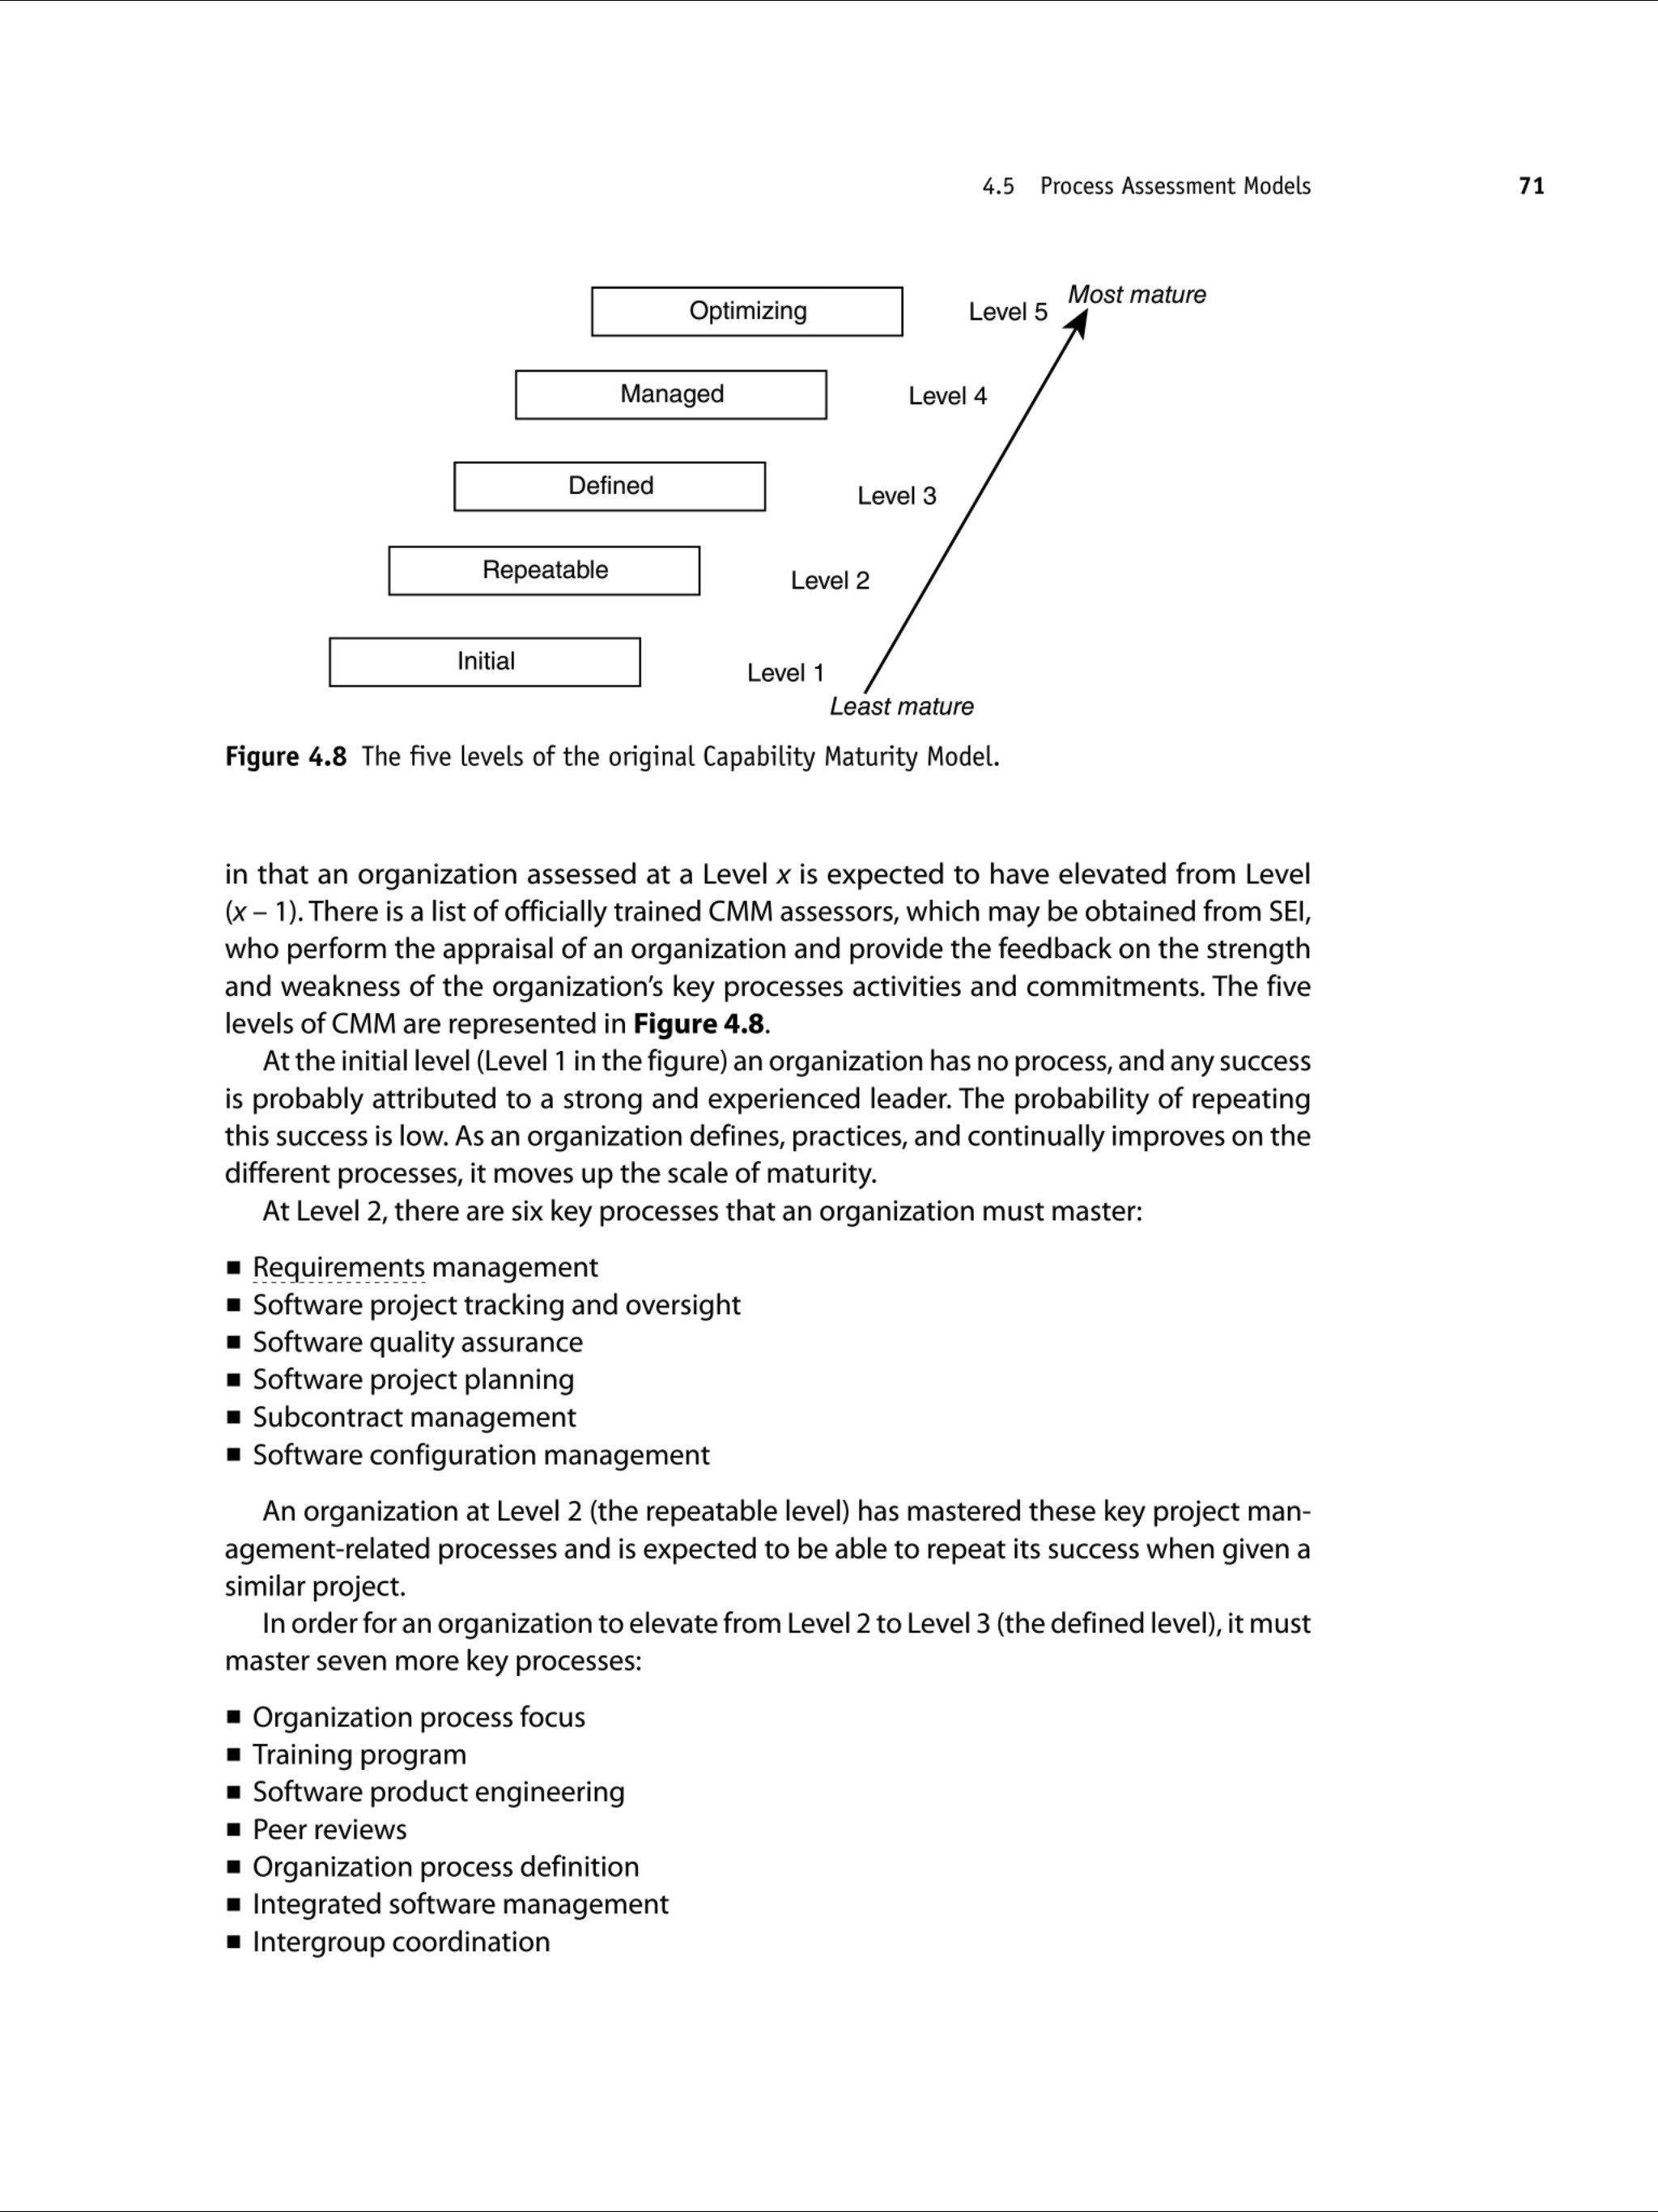 4.5 Process Assessment Models 71
Optimizing Level 5 Most mature
Managed Level 4
Defined Level 3
Repeatable Level 2
Initial Level 1
Least mature
Figure 4.8 The five levels of the original Capability Maturity Model.
in that an organization assessed at a Level x is expected to have elevated from Level
(x – 1). There is a list of officially trained CMM assessors, which may be obtained from SEI,
who perform the appraisal of an organization and provide the feedback on the strength
and weakness of the organization’s key processes activities and commitments. The five
levels of CMM are represented in Figure 4.8.
At the initial level (Level 1 in the figure) an organization has no process, and any success
is probably attributed to a strong and experienced leader. The probability of repeating
this success is low. As an organization defines, practices, and continually improves on the
different processes, it moves up the scale of maturity.
At Level 2, there are six key processes that an organization must master:
■ Requirements management
■ Software project tracking and oversight
■ Software quality assurance
■ Software project planning
■ Subcontract management
■ Software configuration management
An organization at Level 2 (the repeatable level) has mastered these key project man-
agement-related processes and is expected to be able to repeat its success when given a
similar project.
In order for an organization to elevate from Level 2 to Level 3 (the defined level), it must
master seven more key processes:
■ Organization process focus
■ Training program
■ Software product engineering
■ Peer reviews
■ Organization process definition
■ Integrated software management
■ Intergroup coordination